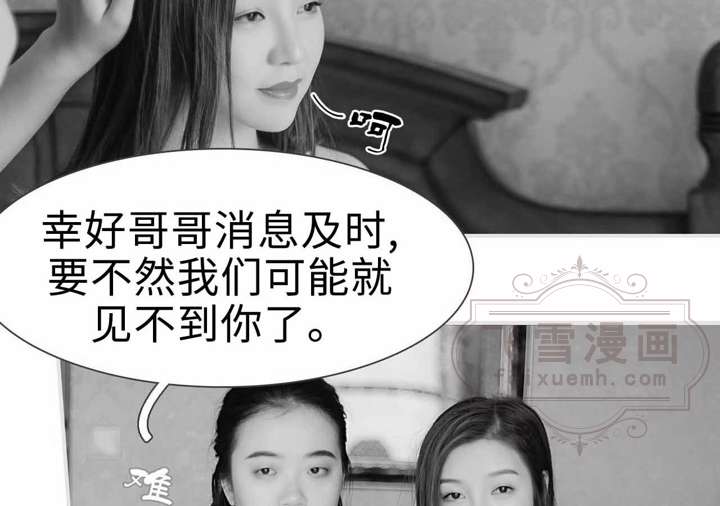 呵
幸好哥哥消息及时,
要不然我们可能就
见不到你了。
雪漫画
feixuemh.com
难